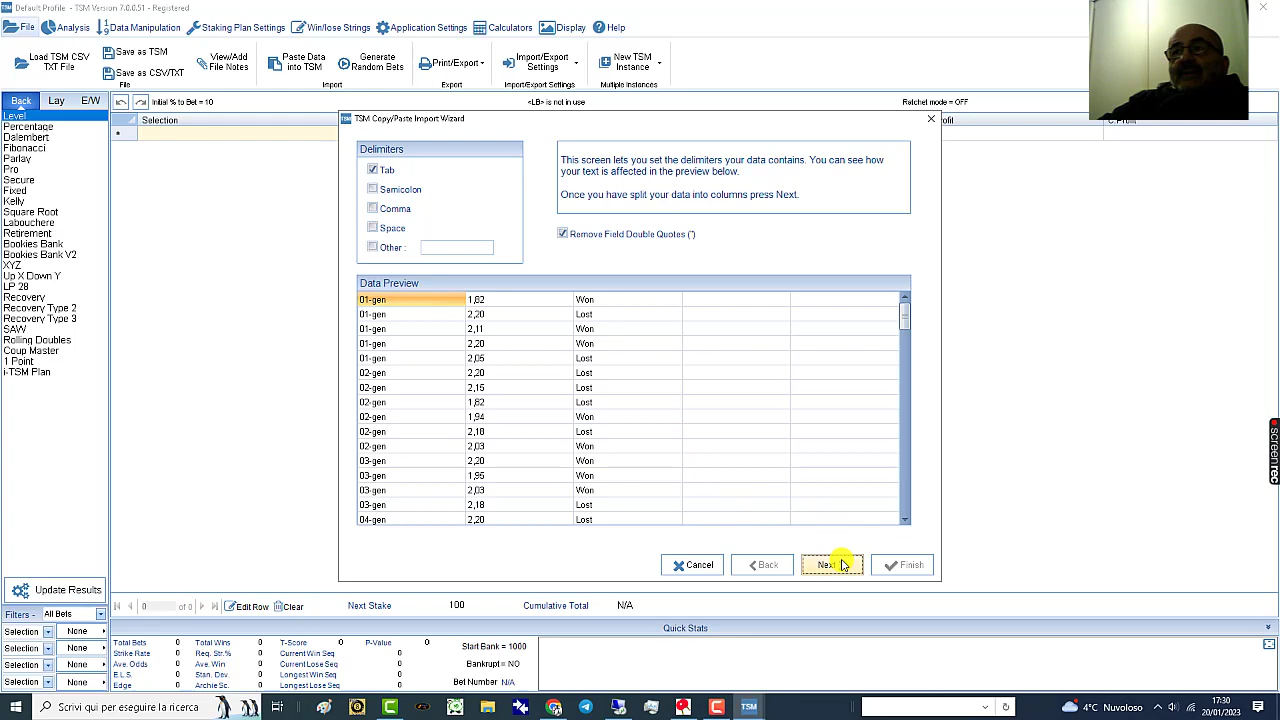 Default Profile - TSM Version 7.0.0.51 - Registered
File Analysis Data Manipulation Staking Plan Settings Win/lose Strings Application Settings Calculators Display Help
Load TSM CSV TXT File
Save as TSM
Save as CSV/TXT
View/Add File Notes
Paste Data into TSM
Generate Random Bets
Print/Export
Import/Export Settings
New TSM Instance
File Import Export Import/Export Settings Multiple Instances
Back Lay E/W
Initial % to Bet = 10 <LB> is not in use Ratchet mode = OFF
Selection
C.Profit
Level
Percentage
Dalembert
Fibonacci
Parlay
Pro
Secure
Fixed
Kelly
Square Root
Labouchere
Retirement
Bookies Bank
Bookies Bank V2
XYZ
Up X Down Y
LP 28
Recovery
Recovery Type 2
Recovery Type 3
SAW
Rolling Doubles
Coup Master
1 Point
i-TSM Plan
TSM Copy/Paste Import Wizard
Delimiters
Tab
Semicolon
Comma
Space
Other :
This screen lets you set the delimiters your data contains. You can see how
your text is affected in the preview below.
Once you have split your data into columns press Next.
Remove Field Double Quotes (")
Data Preview
01-gen 1,82 Won
01-gen 2,20 Lost
01-gen 2,11 Won
01-gen 2,20 Won
01-gen 2,05 Lost
02-gen 2,20 Lost
02-gen 2,15 Lost
02-gen 1,82 Lost
02-gen 1,94 Won
02-gen 2,18 Lost
02-gen 2,03 Won
03-gen 2,20 Won
03-gen 1,95 Won
03-gen 2,03 Won
03-gen 2,18 Lost
04-gen 2,20 Lost
Cancel Back Next Finish
Update Results
0 of 0 Edit Row Clear Next Stake 100 Cumulative Total N/A
Filters - All Bets
Quick Stats
Selection None
Selection None
Selection None
Selection None
Total Bets 0 Total Wins 0 T-Score 0 P-Value 0
Strike Rate 0 Req. Str.% 0 Current Win Seq 0
Ave. Odds 0 Ave. Win 0 Current Lose Seq 0
E.L.S. 0 Stan. Dev. 0 Longest Win Seq 0
Edge 0 Archie Sc. 0 Longest Lose Seq 0
Start Bank = 1000
Bankrupt = NO
Bet Number N/A
screenrec
Scrivi qui per eseguire la ricerca
TSM
4°C Nuvoloso
17:30
20/01/2023